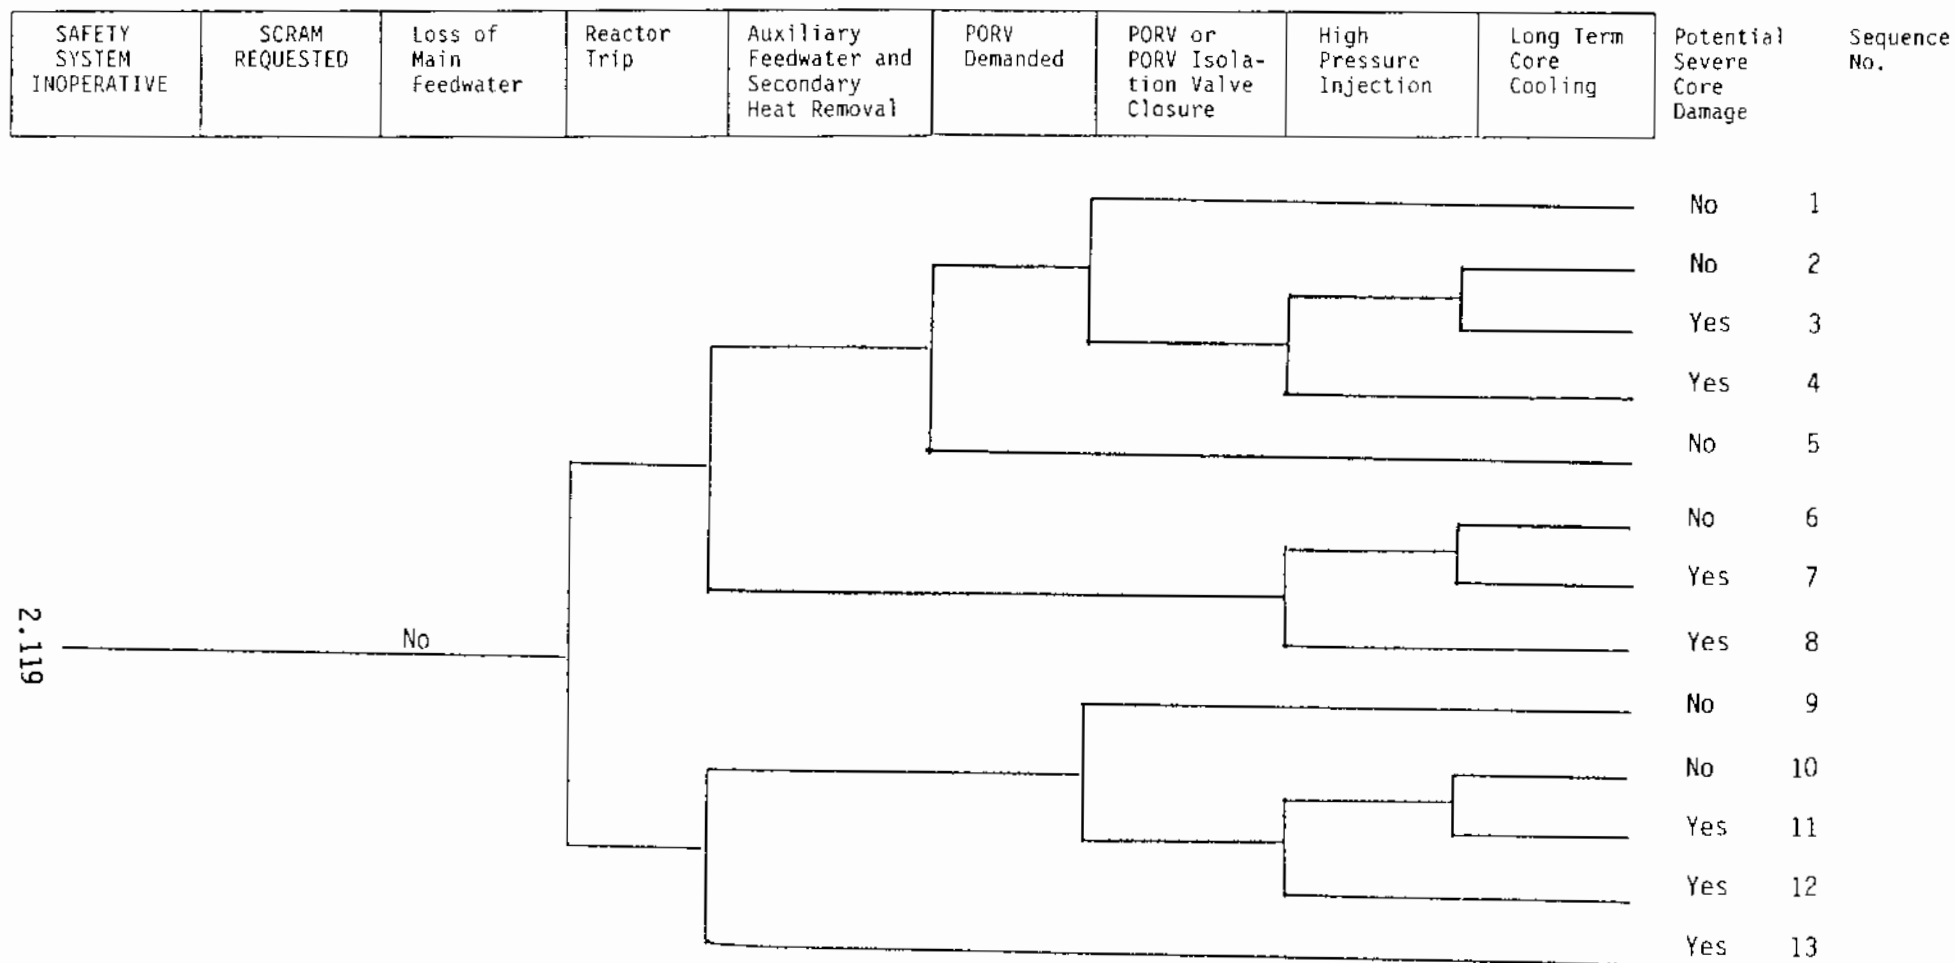 SAFETY
SYSTEM
INOPERATIVE
SCRAM
REQUESTED
Loss of
Main
Feedwater
Reactor
Trip
Auxiliary
Feedwater and
Secondary
Heat Removal
PORV
Demanded
PORV or
PORV Isola-
tion Valve
Closure
High
Pressure
Injection
Long Term
Core
Cooling
Potential
Severe
Core
Damage
Sequence
No.
No 1
No 2
Yes 3
Yes 4
No 5
No 6
Yes 7
Yes 8
No 9
No 10
Yes 11
Yes 12
Yes 13
No
2.119